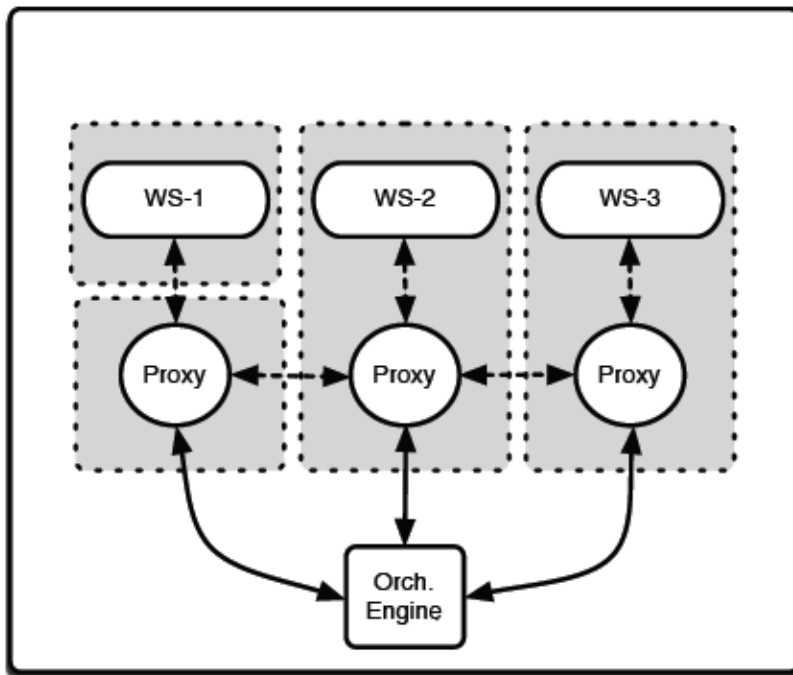 WS-1
WS-2
WS-3
Proxy
Proxy
Proxy
Orch.
Engine